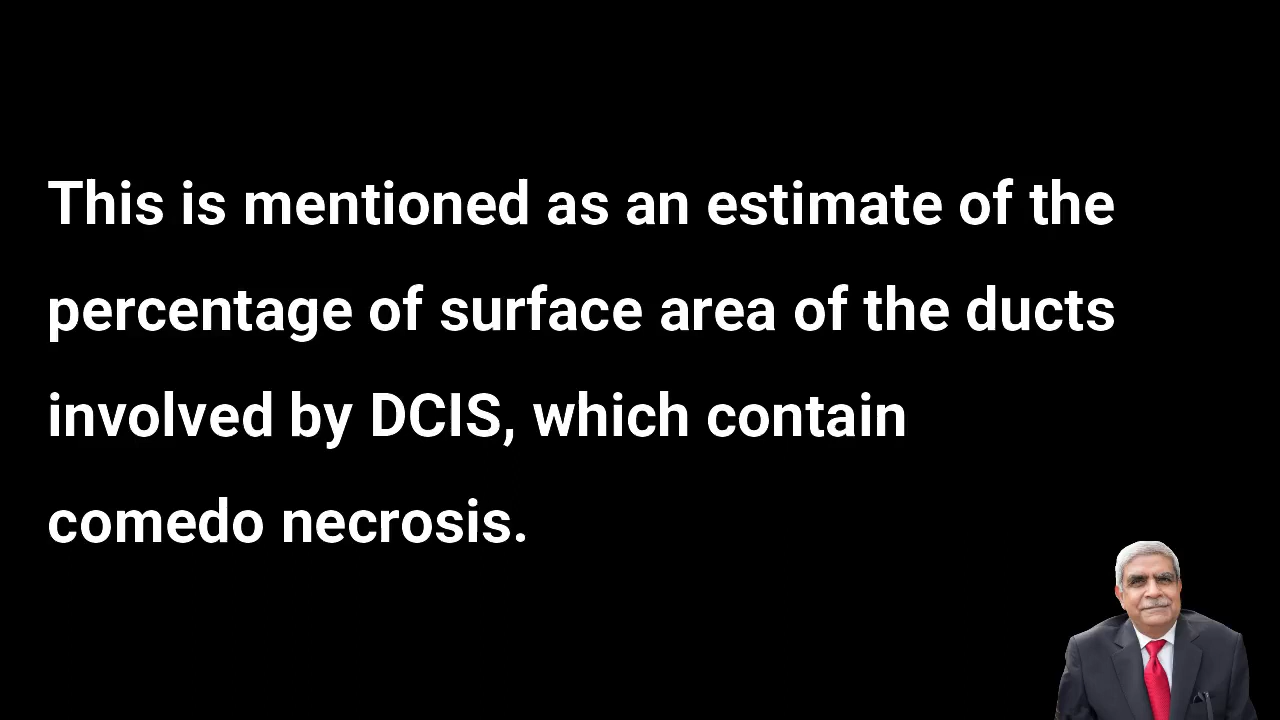 This is mentioned as an estimate of the
percentage of surface area of the ducts
involved by DCIS, which contain
comedo necrosis.